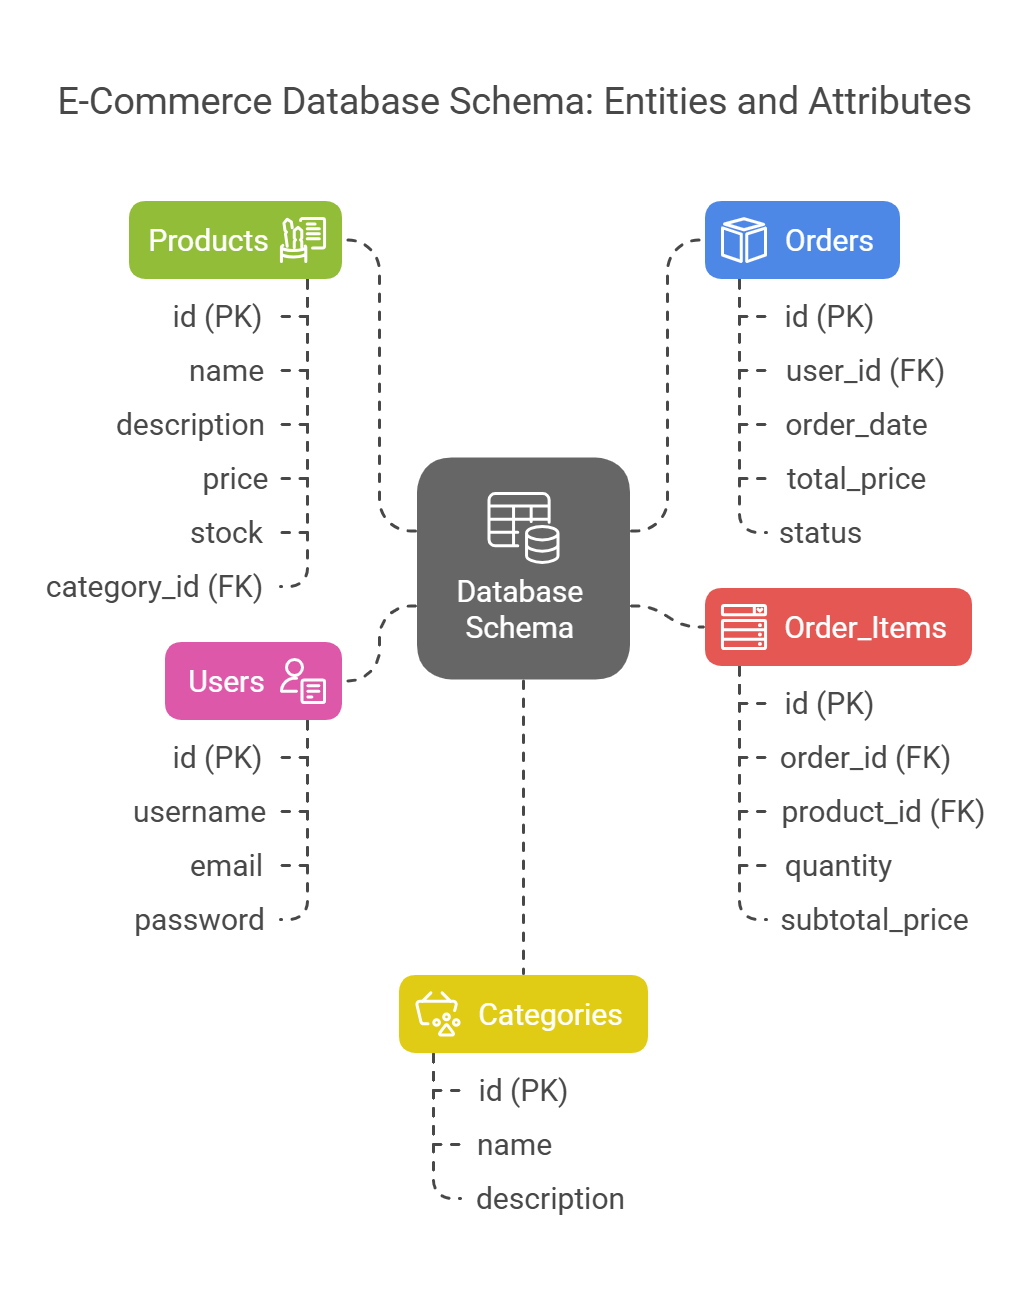 E-Commerce Database Schema: Entities and Attributes
Products
id (PK)
name
description
price
stock
category_id (FK)
Users
id (PK)
username
email
password
Database
Schema
Orders
id (PK)
user_id (FK)
order_date
total_price
status
Order_Items
id (PK)
order_id (FK)
product_id (FK)
quantity
subtotal_price
Categories
id (PK)
name
description